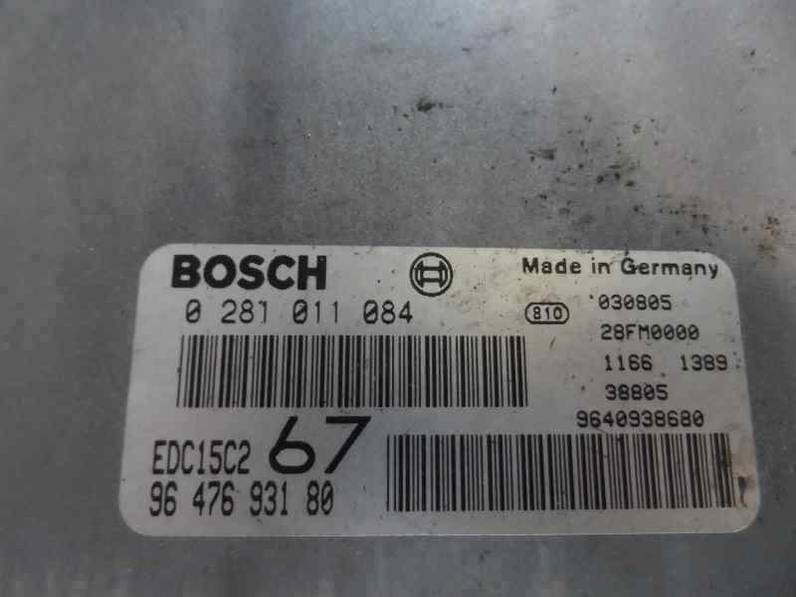 BOSCH
Made in Germany
0 281 011 084
810
030805
28FM0000
1166 1389
38805
9640938680
EDC15C2 67
96 476 931 80